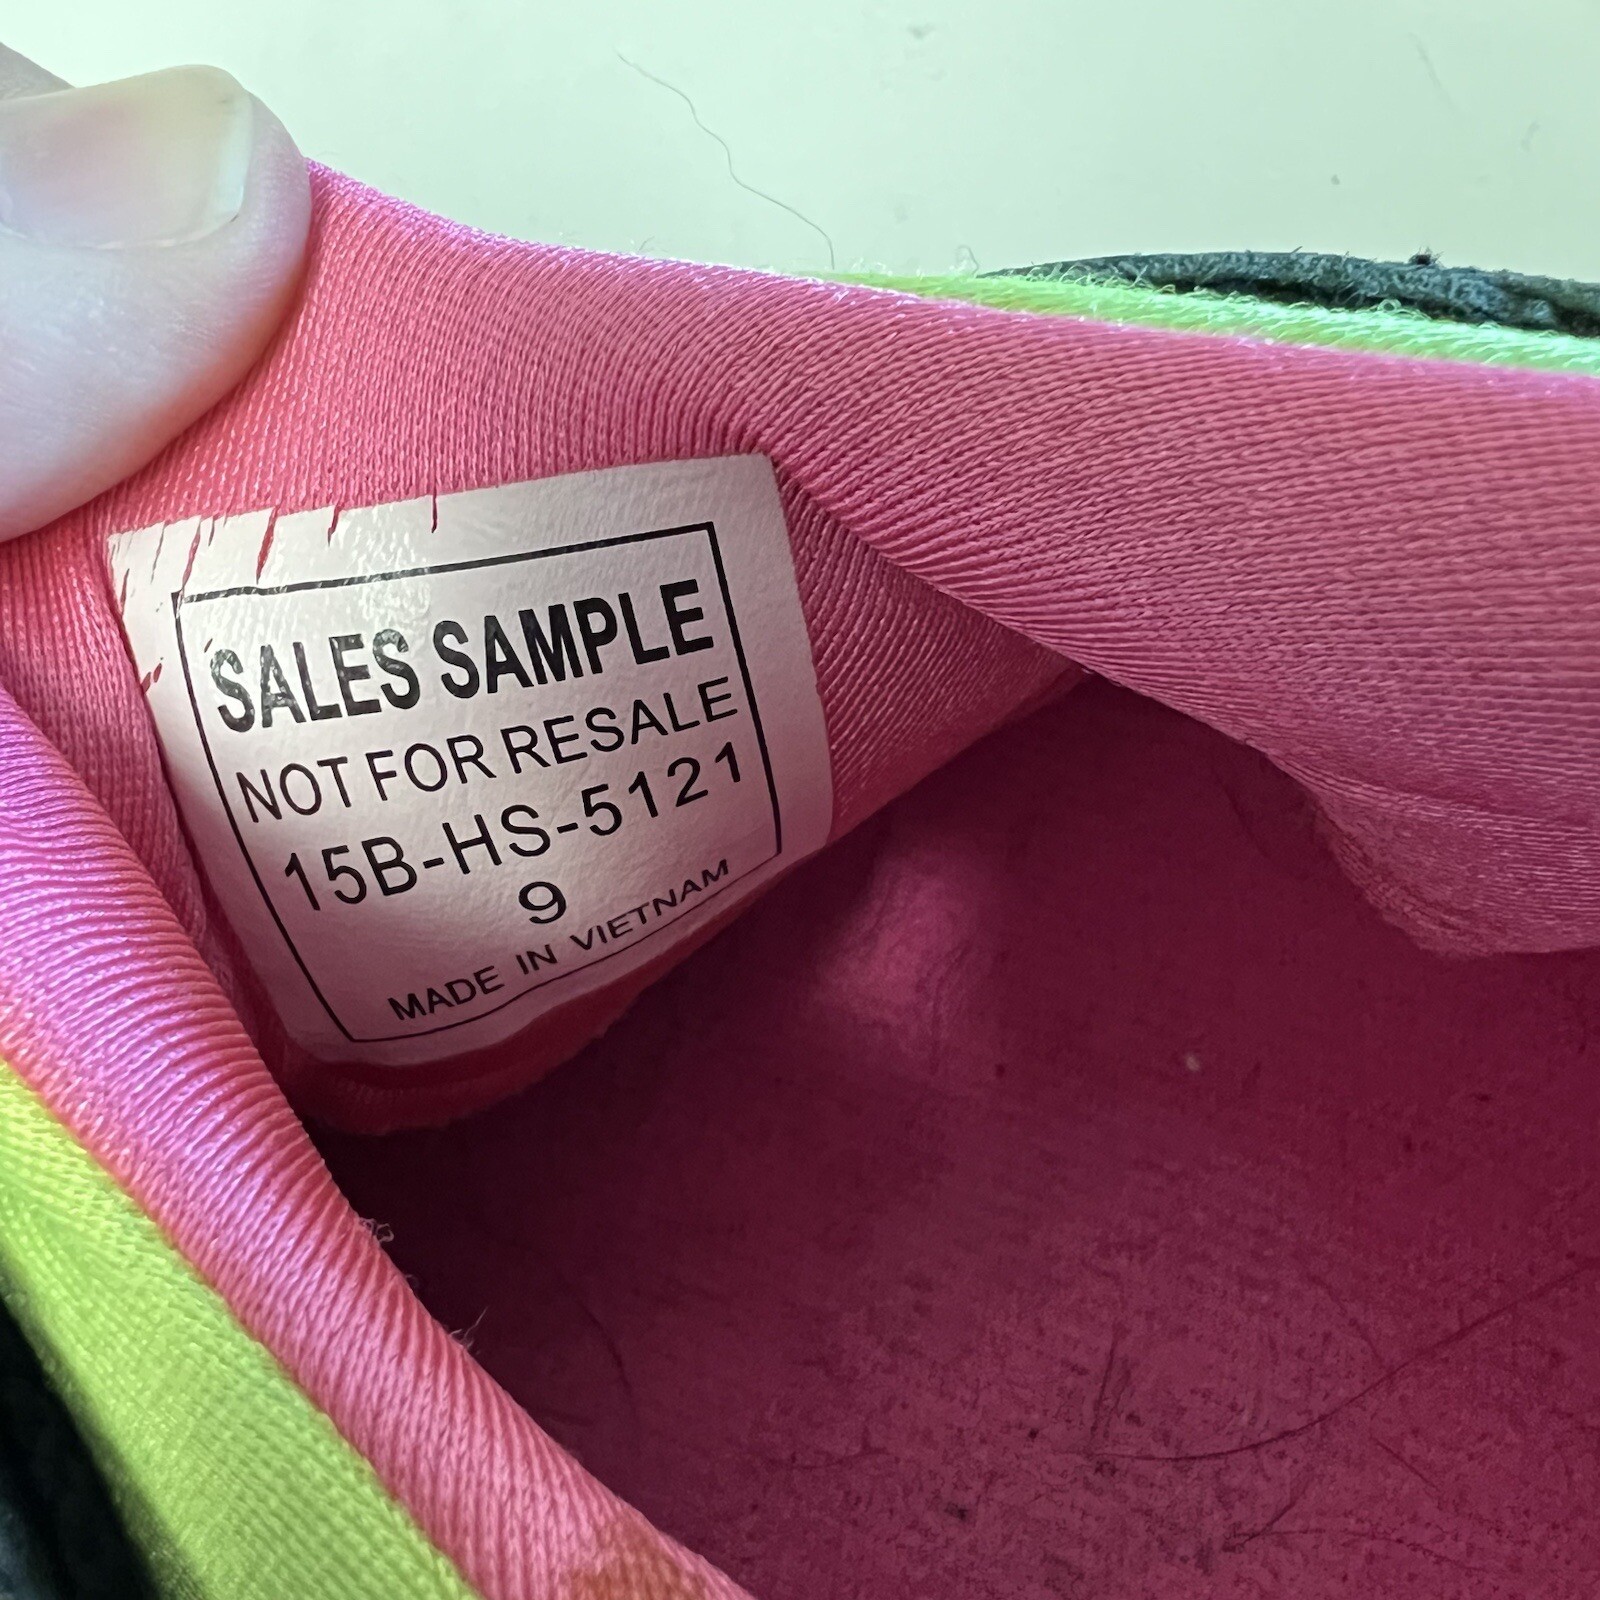 SALES SAMPLE
NOT FOR RESALE
15B-HS-5121
9
MADE IN VIETNAM